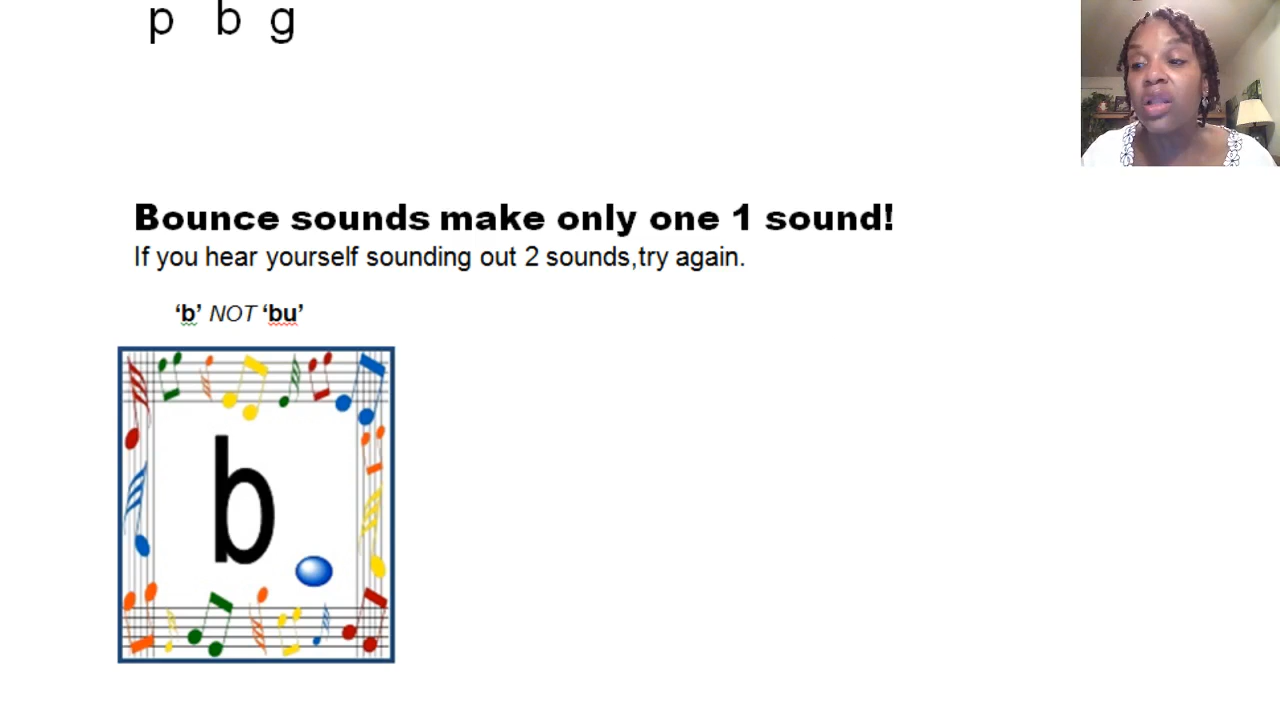 p b g
Bounce sounds make only one 1 sound!
If you hear yourself sounding out 2 sounds,try again.
‘b’ NOT ‘bu’
b